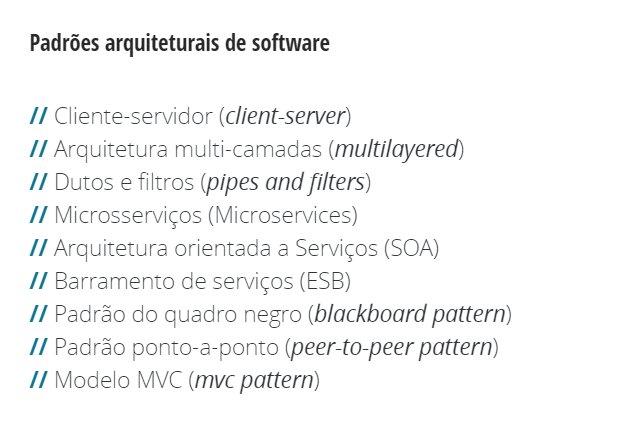 Padrões arquiteturais de software
// Cliente-servidor (client-server)
// Arquitetura multi-camadas (multilayered)
// Dutos e filtros (pipes and filters)
// Microsserviços (Microservices)
// Arquitetura orientada a Serviços (SOA)
// Barramento de serviços (ESB)
// Padrão do quadro negro (blackboard pattern)
// Padrão ponto-a-ponto (peer-to-peer pattern)
// Modelo MVC (mvc pattern)